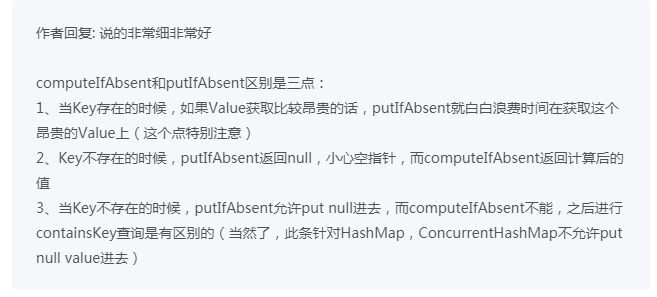 作者回复: 说的非常细非常好
computeIfAbsent和putIfAbsent区别是三点：
1、当Key存在的时候，如果Value获取比较昂贵的话，putIfAbsent就白白浪费时间在获取这个
昂贵的Value上（这个点特别注意）
2、Key不存在的时候，putIfAbsent返回null，小心空指针，而computeIfAbsent返回计算后的
值
3、当Key不存在的时候，putIfAbsent允许put null进去，而computeIfAbsent不能，之后进行
containsKey查询是有区别的（当然了，此条针对HashMap，ConcurrentHashMap不允许put
null value进去）